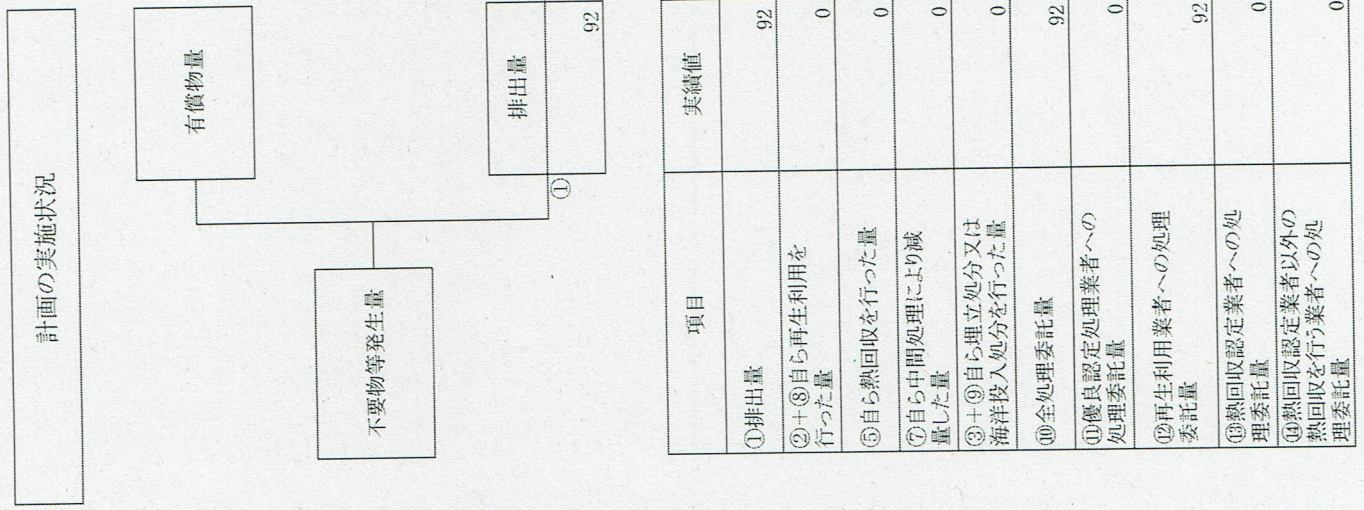 計画の実施状況
有償物量
不要物等発生量
排出量
①
92
項目
実績値
①排出量
92
②+⑧自ら再生利用を
行った量
0
⑤自ら熱回収を行った量
0
⑦自ら中間処理により減
量した量
0
③+⑨自ら埋立処分又は
海洋投入処分を行った量
0
⑩全処理委託量
92
⑪優良認定処理業者への
処理委託量
0
⑫再生利用業者への処理
委託量
92
⑬熱回収認定業者への処
理委託量
0
⑭熱回収認定業者以外の
熱回収を行う業者への処
理委託量
0